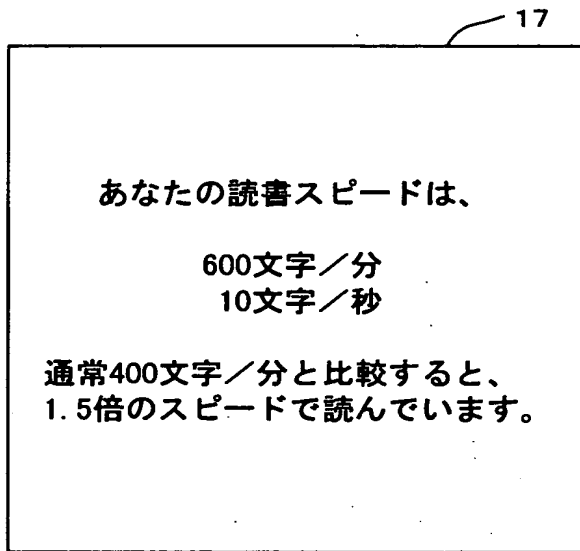 17
あなたの読書スピードは、
600文字／分
10文字／秒
通常400文字／分と比較すると、
1.5倍のスピードで読んでいます。